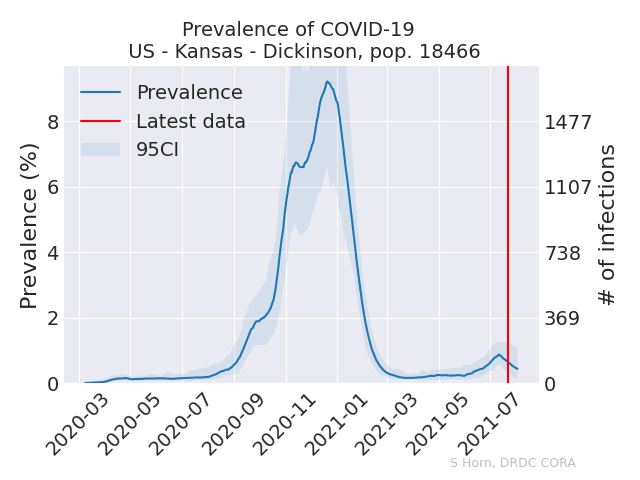 Prevalence of COVID-19
US - Kansas - Dickinson, pop. 18466
Prevalence
Latest data
95CI
Prevalence (%)
8
6
4
2
0
1477
1107
738
369
0
# of infections
2020-03
2020-05
2020-07
2020-09
2020-11
2021-01
2021-03
2021-05
2021-07
S Horn, DRDC CORA